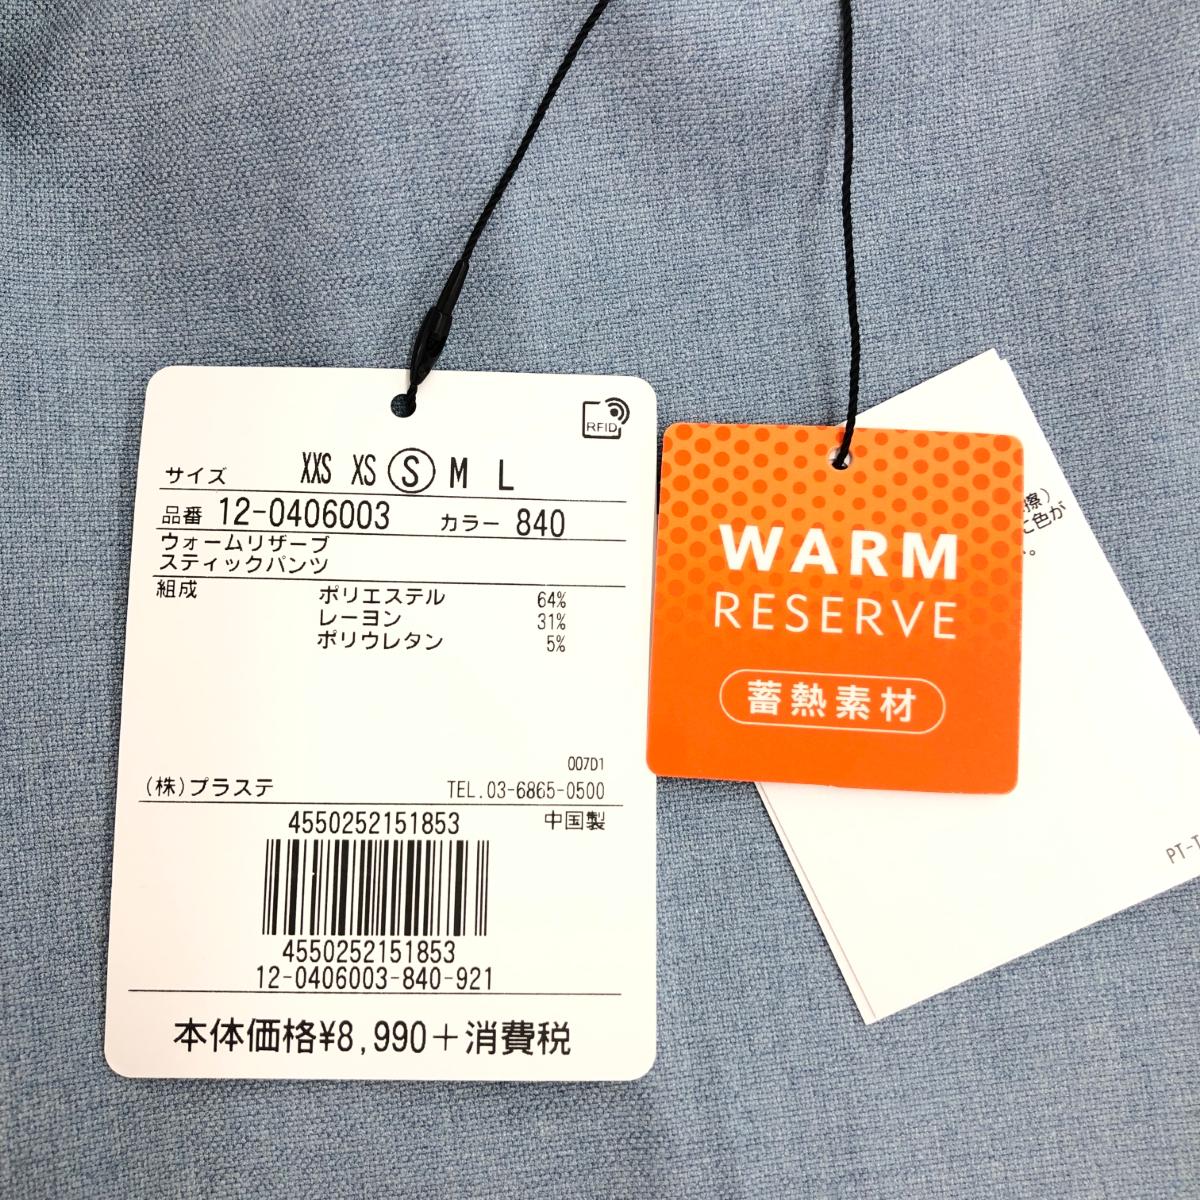 RFID
サイズ XXS XS S M L
品番 12-0406003 カラー 840
ウォームリザーブ
スティックパンツ
組成 ポリエステル 64%
レーヨン 31%
ポリウレタン 5%
007D1
(株)プラステ TEL.03-6865-0500
4550252151853 中国製
4550252151853
12-0406003-840-921
本体価格¥8,990+消費税
WARM
RESERVE
蓄熱素材
擦)
に色が
。
PT-T